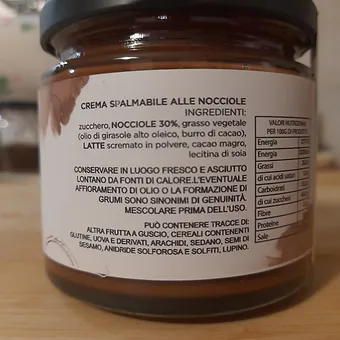 CREMA SPALMABILE ALLE NOCCIOLE
INGREDIENTI:
zucchero, NOCCIOLE 30%, grasso vegetale
(olio di girasole alto oleico, burro di cacao),
LATTE scremato in polvere, cacao magro,
lecitina di soia
CONSERVARE IN LUOGO FRESCO E ASCIUTTO
LONTANO DA FONTI DI CALORE.L'EVENTUALE
AFFIORAMENTO DI OLIO O LA FORMAZIONE DI
GRUMI SONO SINONIMI DI GENUINITÀ.
MESCOLARE PRIMA DELL'USO.
PUÒ CONTENERE TRACCE DI:
ALTRA FRUTTA A GUSCIO, CEREALI CONTENENTI
GLUTINE, UOVA E DERIVATI, ARACHIDI, SEDANO, SEMI DI
SESAMO, ANIDRIDE SOLFOROSA E SOLFITI, LUPINO.
VALORI
PER 100G DI
Energia
Energia
Grassi
di cui acidi
Carboidrati
di cui zuccheri
Fibre
Proteine
Sale